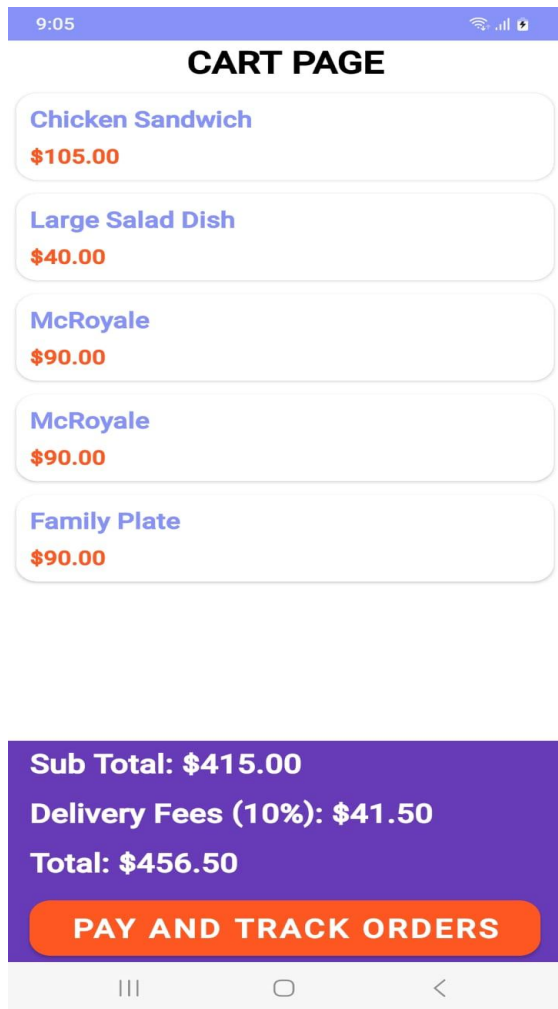 9:05
CART PAGE
Chicken Sandwich
$105.00
Large Salad Dish
$40.00
McRoyale
$90.00
McRoyale
$90.00
Family Plate
$90.00
Sub Total: $415.00
Delivery Fees (10%): $41.50
Total: $456.50
PAY AND TRACK ORDERS